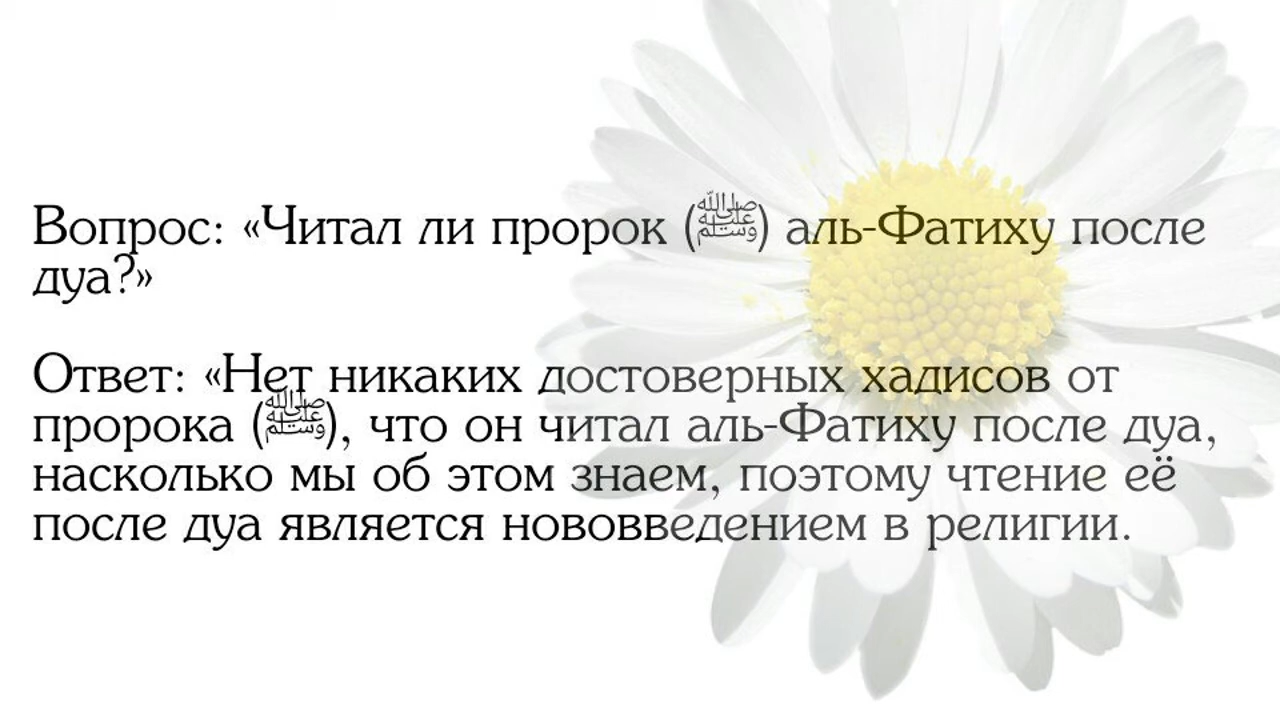 Вопрос: «Читал ли пророк (ﷺ) аль-Фатиху после
дуа?»
Ответ: «Нет никаких достоверных хадисов от
пророка (ﷺ), что он читал аль-Фатиху после дуа,
насколько мы об этом знаем, поэтому чтение её
после дуа является нововведением в религии.